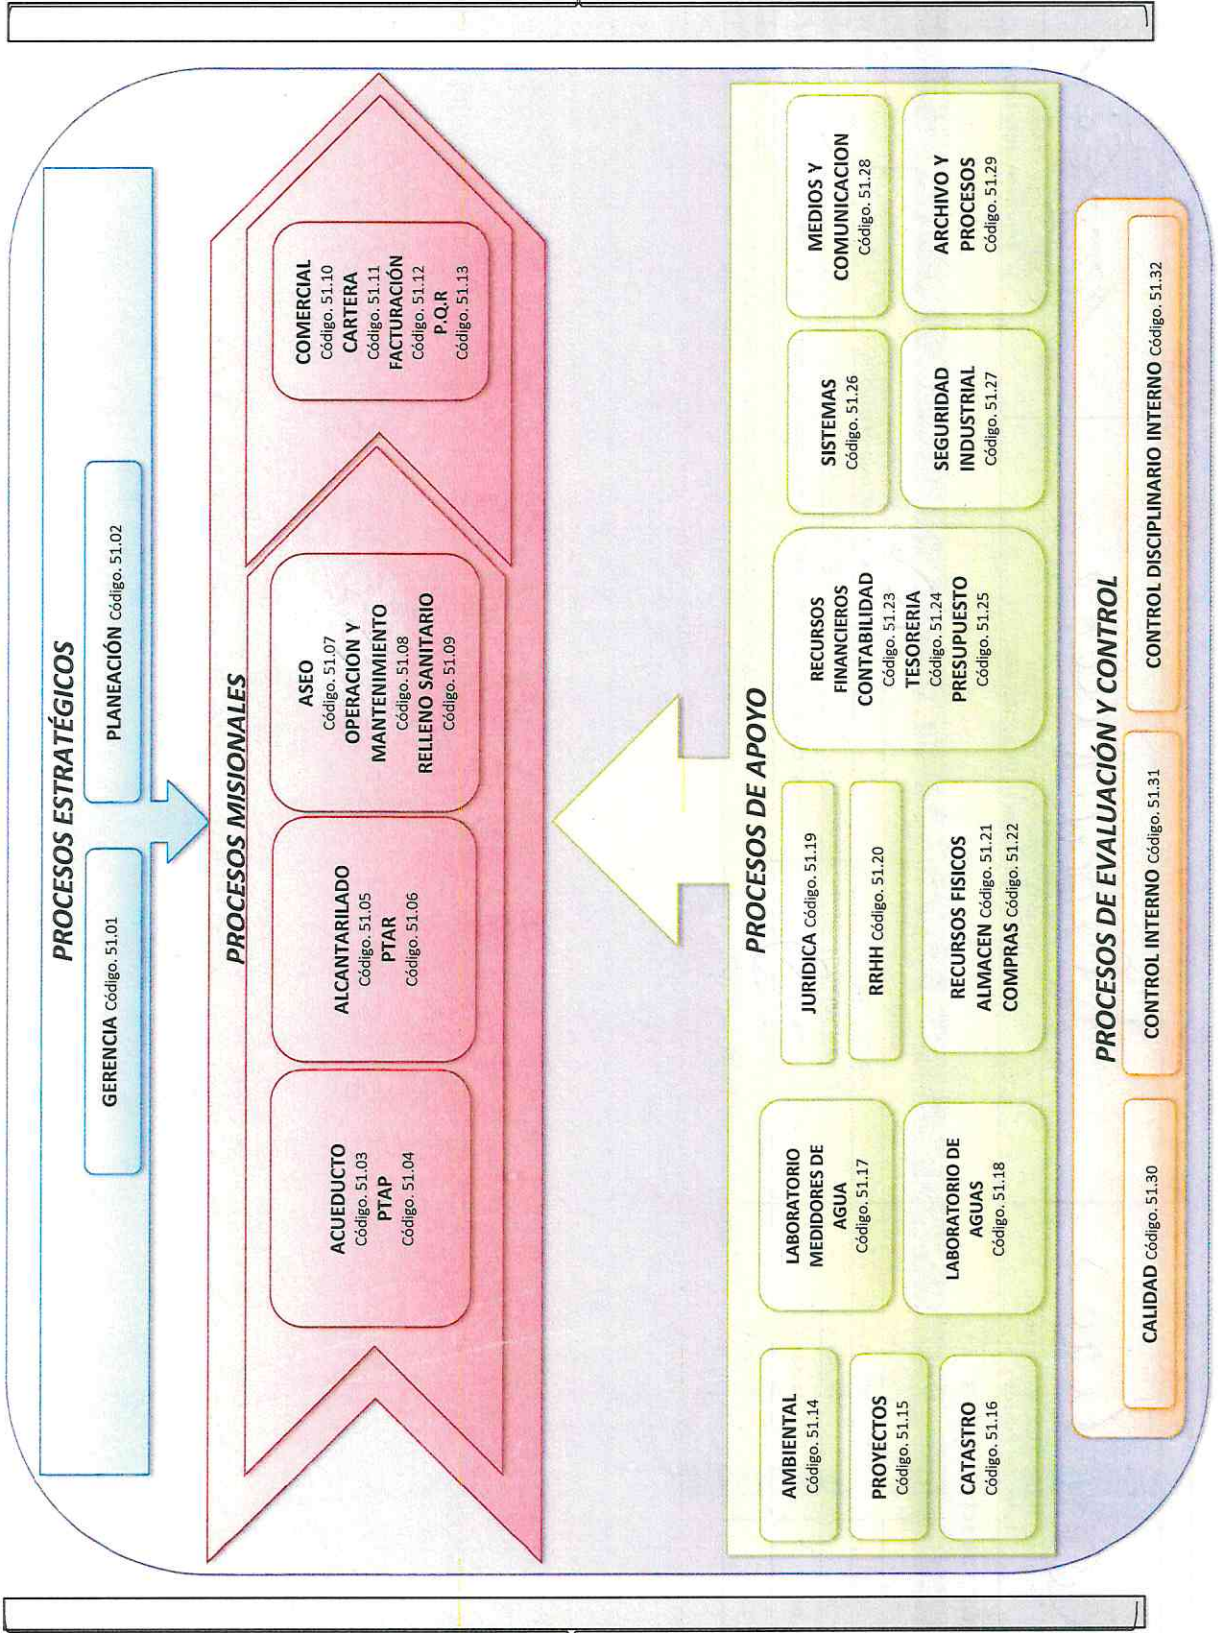 PROCESOS ESTRATÉGICOS
GERENCIA Código. 51.01
PLANEACIÓN Código. 51.02
PROCESOS MISIONALES
ACUEDUCTO
Código. 51.03
PTAP
Código. 51.04
ALCANTARILADO
Código. 51.05
PTAR
Código. 51.06
ASEO
Código. 51.07
OPERACION Y
MANTENIMIENTO
Código. 51.08
RELLENO SANITARIO
Código. 51.09
COMERCIAL
Código. 51.10
CARTERA
Código. 51.11
FACTURACIÓN
Código. 51.12
P.Q.R
Código. 51.13
PROCESOS DE APOYO
AMBIENTAL
Código. 51.14
PROYECTOS
Código. 51.15
CATASTRO
Código. 51.16
LABORATORIO
MEDIDORES DE
AGUA
Código. 51.17
LABORATORIO DE
AGUAS
Código. 51.18
JURIDICA Código. 51.19
RRHH Código. 51.20
RECURSOS FISICOS
ALMACEN Código. 51.21
COMPRAS Código. 51.22
RECURSOS
FINANCIEROS
CONTABILIDAD
Código. 51.23
TESORERIA
Código. 51.24
PRESUPUESTO
Código. 51.25
SISTEMAS
Código. 51.26
SEGURIDAD
INDUSTRIAL
Código. 51.27
MEDIOS Y
COMUNICACION
Código. 51.28
ARCHIVO Y
PROCESOS
Código. 51.29
PROCESOS DE EVALUACIÓN Y CONTROL
CALIDAD Código. 51.30
CONTROL INTERNO Código. 51.31
CONTROL DISCIPLINARIO INTERNO Código. 51.32